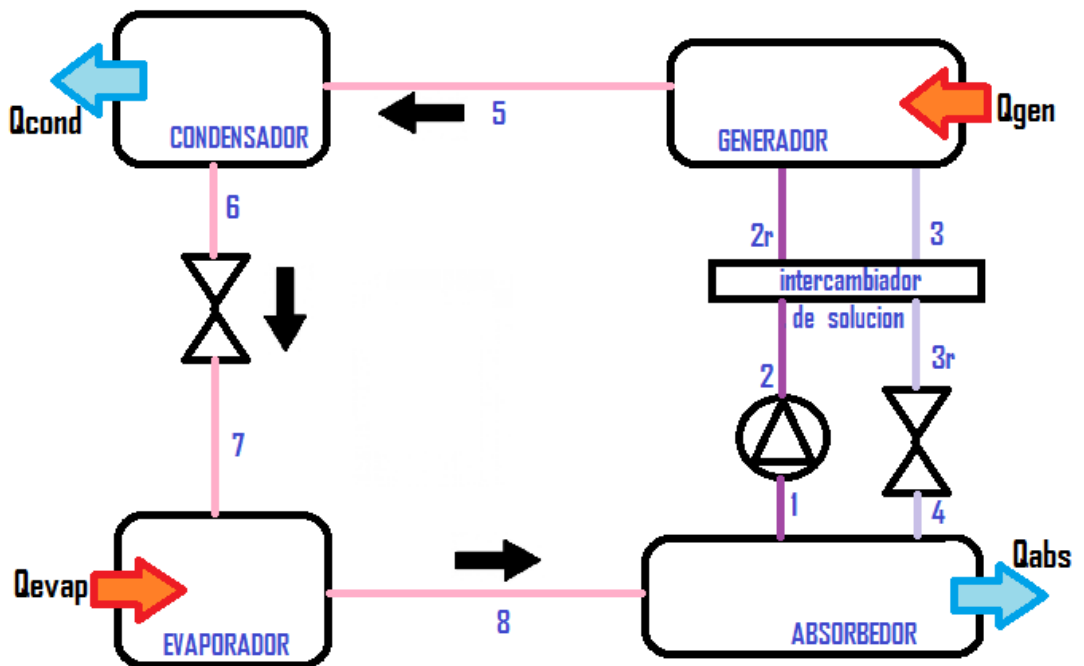 Qcond
CONDENSADOR
5
GENERADOR
Qgen
6
2r
3
intercambiador
de solucion
3r
2
7
1
4
Qevap
EVAPORADOR
8
ABSORBEDOR
Qabs